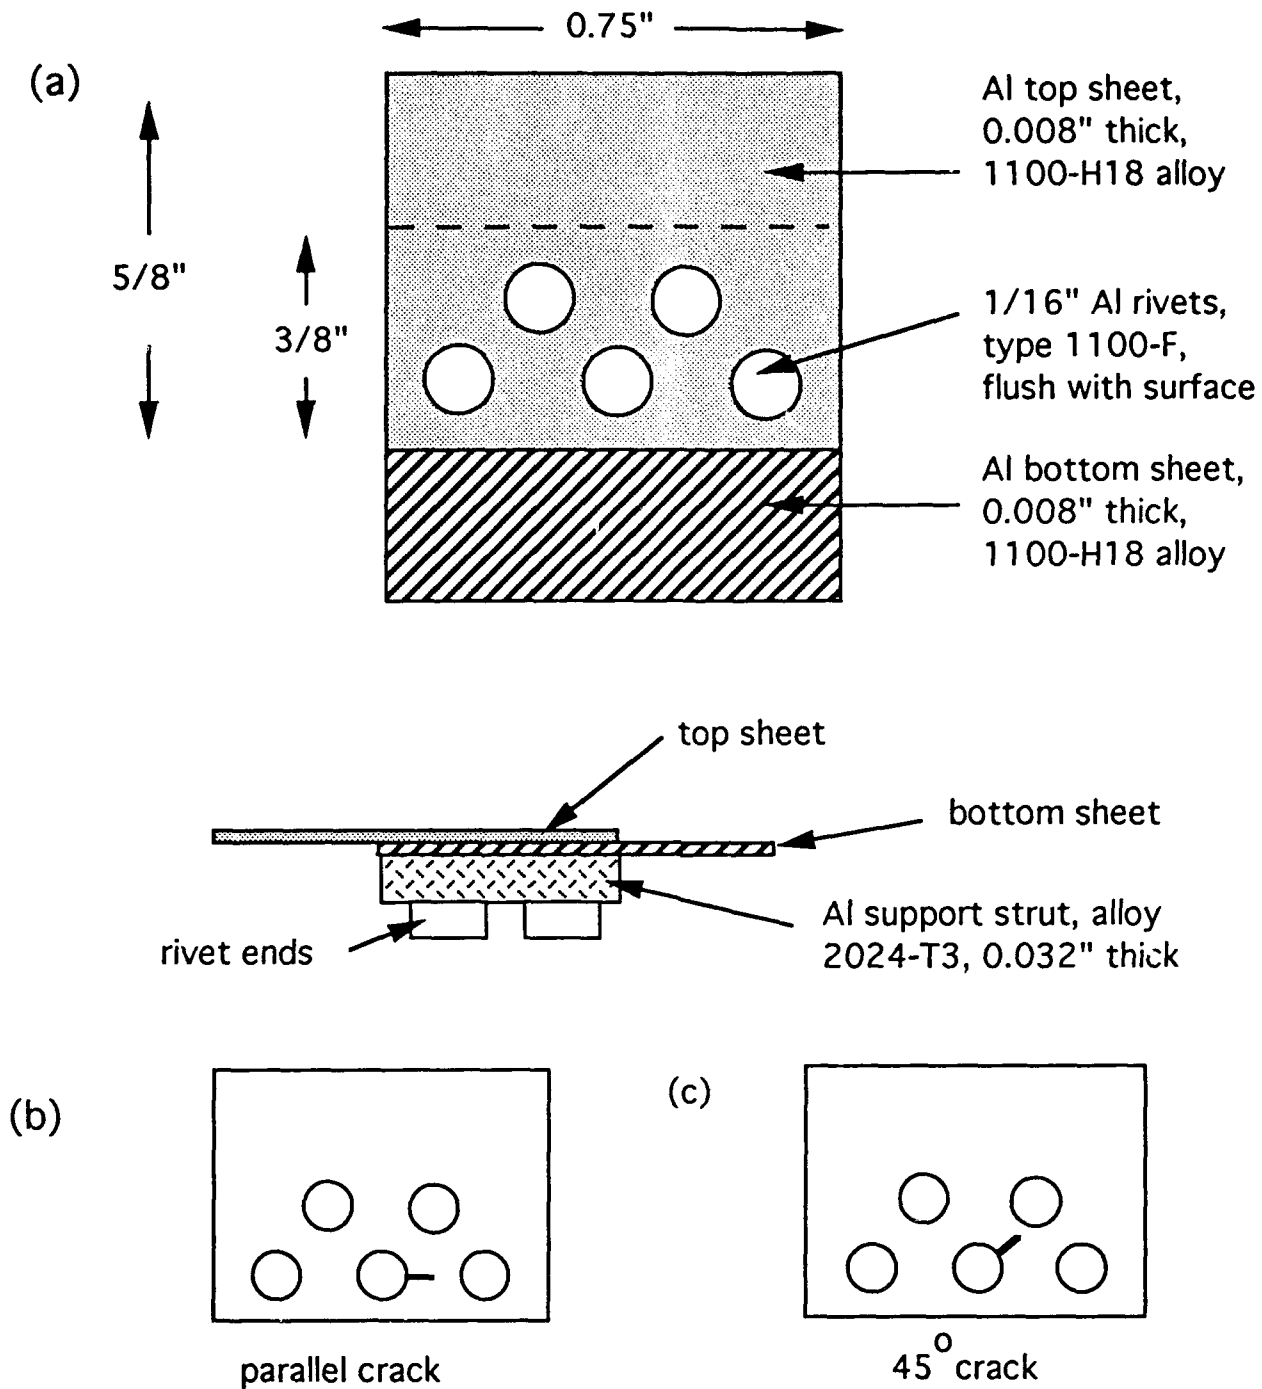 0.75"
(a)
Al top sheet,
0.008" thick,
1100-H18 alloy
5/8"
3/8"
1/16" Al rivets,
type 1100-F,
flush with surface
Al bottom sheet,
0.008" thick,
1100-H18 alloy
top sheet
bottom sheet
rivet ends
Al support strut, alloy
2024-T3, 0.032" thick
(b)
(c)
parallel crack
45° crack